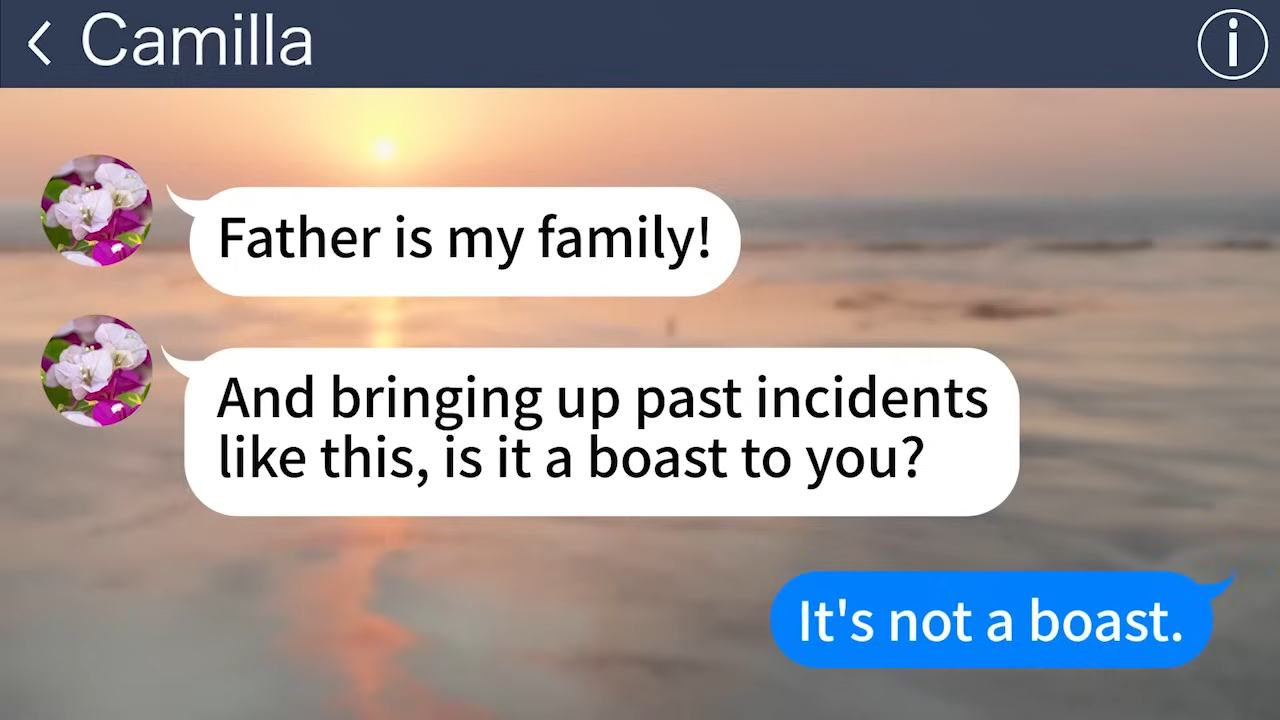 Camilla
Father is my family!
And bringing up past incidents
like this, is it a boast to you?
It's not a boast.